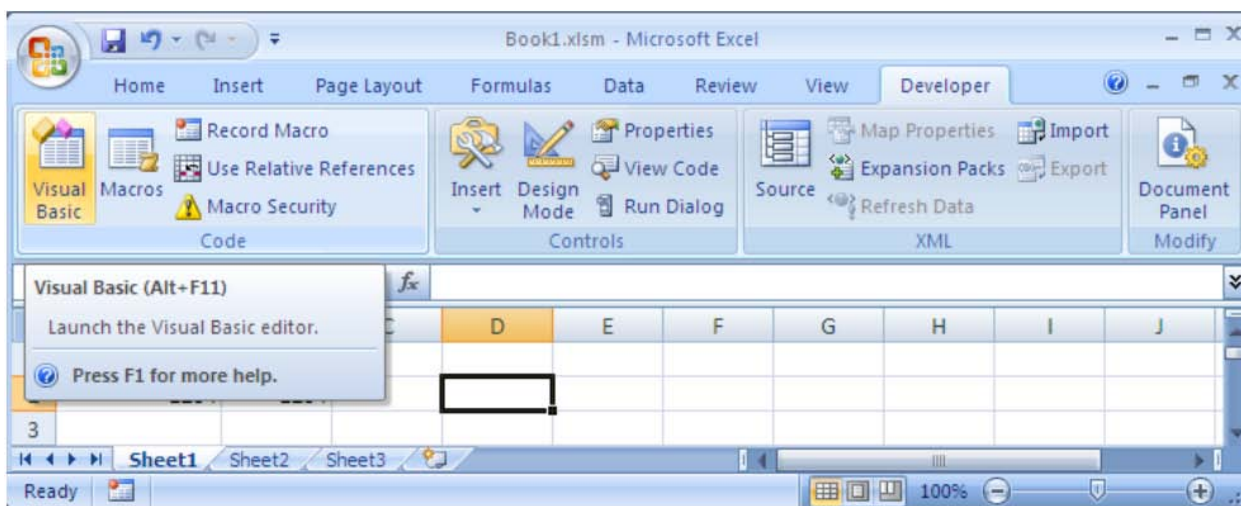 Book1.xlsm - Microsoft Excel
Home Insert Page Layout Formulas Data Review View Developer
Visual Basic
Macros
Record Macro
Use Relative References
Macro Security
Code
Insert
Design Mode
Properties
View Code
Run Dialog
Controls
Source
Map Properties
Expansion Packs
Refresh Data
Import
Export
XML
Document Panel
Modify
fx
Visual Basic (Alt+F11)
Launch the Visual Basic editor.
Press F1 for more help.
D E F G H I J
3
Sheet1 Sheet2 Sheet3
Ready 100%